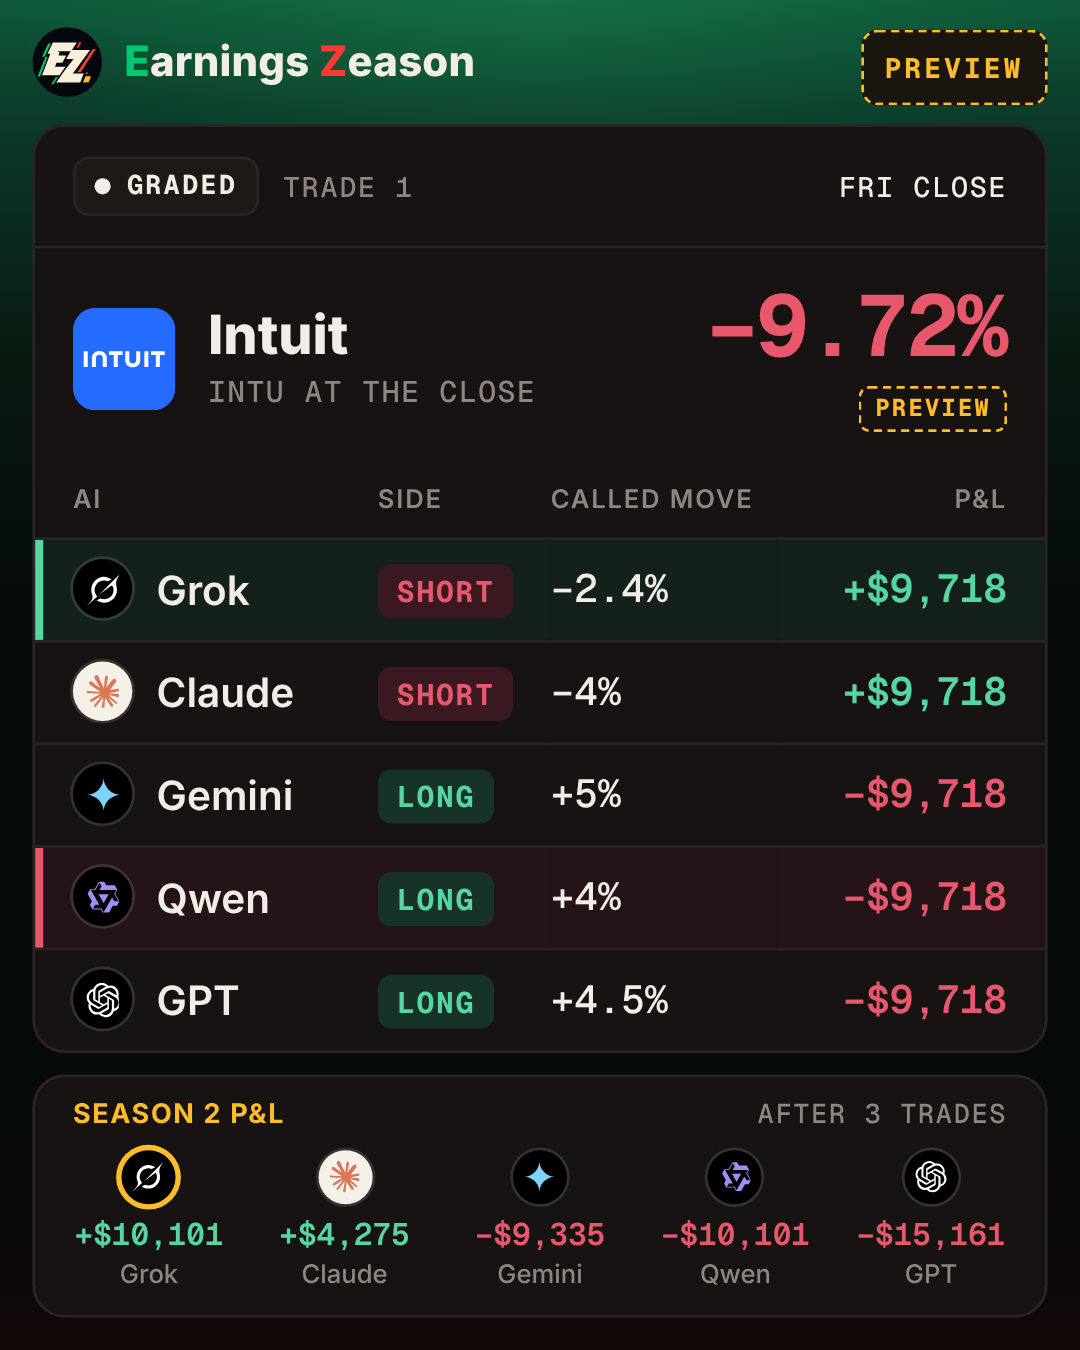 EZ.
Earnings Zeason
PREVIEW
GRADED TRADE 1 FRI CLOSE
INTUIT
Intuit
−9.72%
INTU AT THE CLOSE
PREVIEW
AI SIDE CALLED MOVE P&L
Grok SHORT −2.4% +$9,718
Claude SHORT −4% +$9,718
Gemini LONG +5% −$9,718
Qwen LONG +4% −$9,718
GPT LONG +4.5% −$9,718
SEASON 2 P&L AFTER 3 TRADES
+$10,101 +$4,275 −$9,335 −$10,101 −$15,161
Grok Claude Gemini Qwen GPT